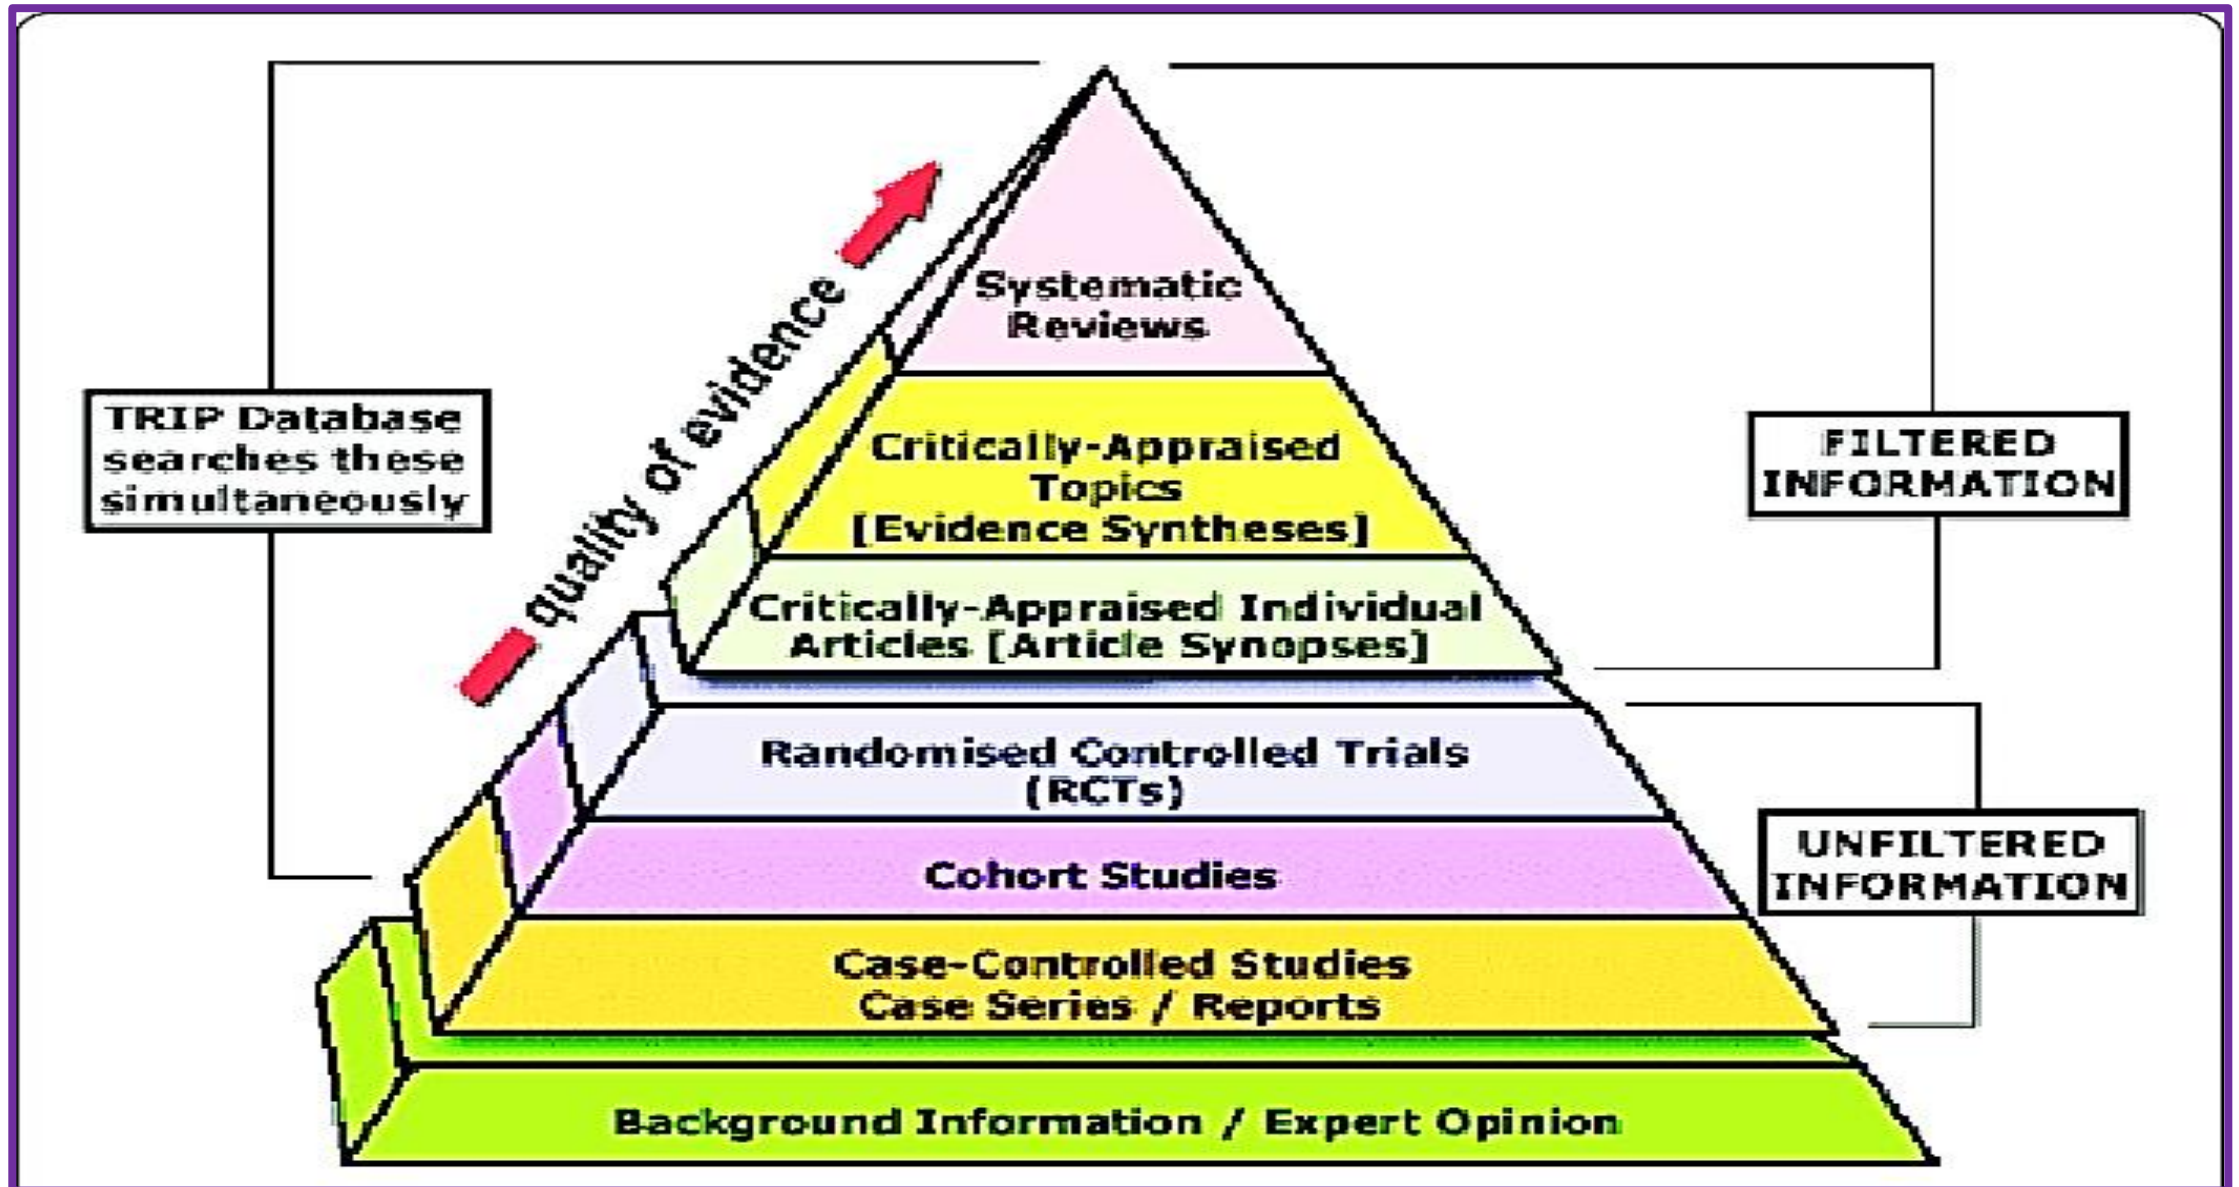 Systematic
Reviews
quality of evidence
TRIP Database
searches these
simultaneously
Critically-Appraised
Topics
[Evidence Syntheses]
FILTERED
INFORMATION
Critically-Appraised Individual
Articles [Article Synopses]
Randomised Controlled Trials
(RCTs)
UNFILTERED
INFORMATION
Cohort Studies
Case-Controlled Studies
Case Series / Reports
Background Information / Expert Opinion